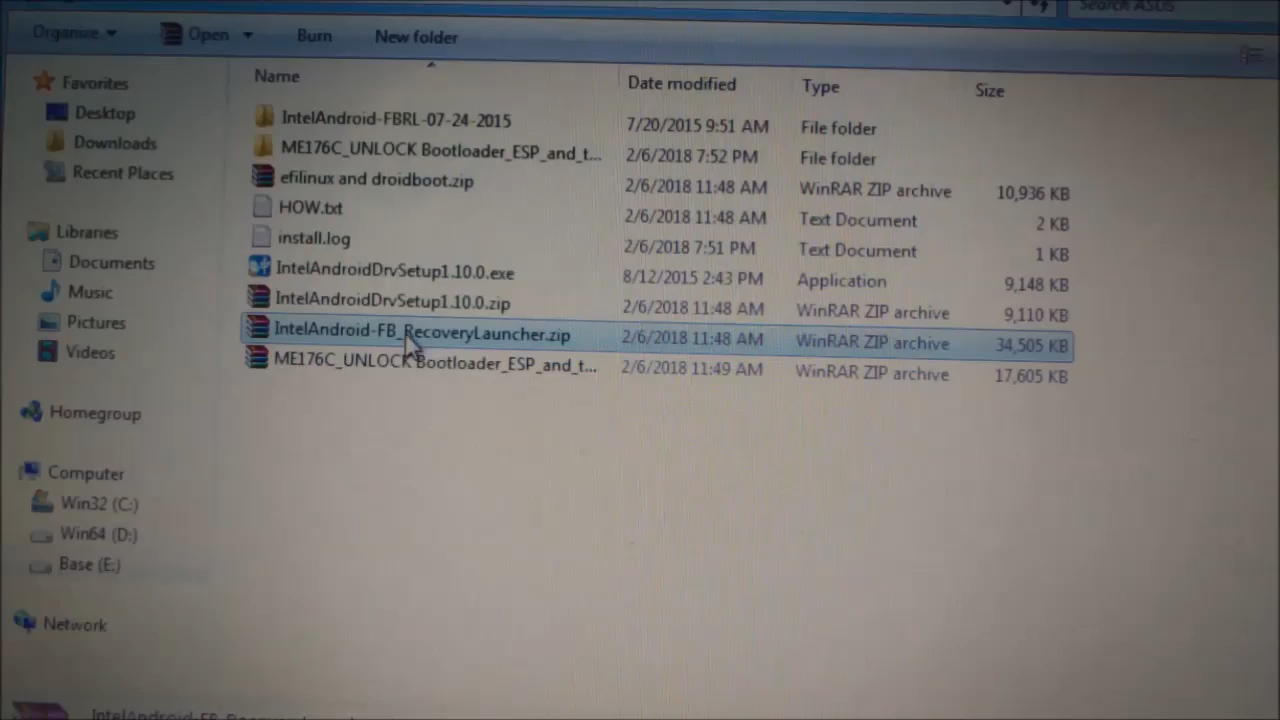 Search ASUS
Organize Open Burn New folder
Name Date modified Type Size
Favorites
Desktop
Downloads
Recent Places
Libraries
Documents
Music
Pictures
Videos
Homegroup
Computer
Win32 (C:)
Win64 (D:)
Base (E:)
Network
IntelAndroid-FBRL-07-24-2015 7/20/2015 9:51 AM File folder
ME176C_UNLOCK Bootloader_ESP_and_t... 2/6/2018 7:52 PM File folder
efilinux and droidboot.zip 2/6/2018 11:48 AM WinRAR ZIP archive 10,936 KB
HOW.txt 2/6/2018 11:48 AM Text Document 2 KB
install.log 2/6/2018 7:51 PM Text Document 1 KB
IntelAndroidDrvSetup1.10.0.exe 8/12/2015 2:43 PM Application 9,148 KB
IntelAndroidDrvSetup1.10.0.zip 2/6/2018 11:48 AM WinRAR ZIP archive 9,110 KB
IntelAndroid-FB_RecoveryLauncher.zip 2/6/2018 11:48 AM WinRAR ZIP archive 34,505 KB
ME176C_UNLOCK Bootloader_ESP_and_t... 2/6/2018 11:49 AM WinRAR ZIP archive 17,605 KB